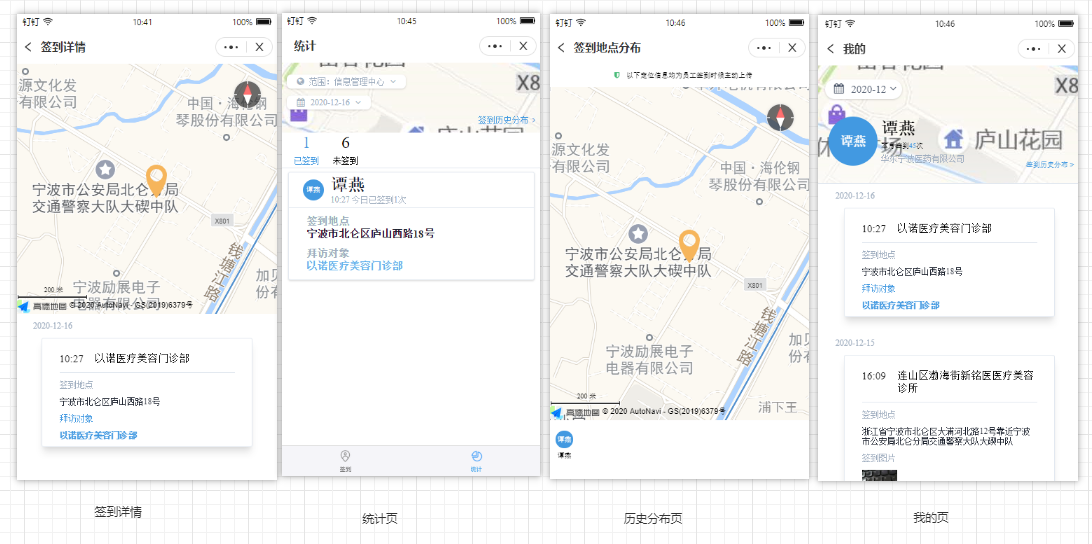 钉钉
10:41
100%
签到详情
源文化发
有限公司
中国·海伦钢
琴股份有限公司
宁波市公安局北仑分局
交通警察大队大碶中队
X801
钱塘江路
加贝
份有
宁波励展电子
电器有限公司
200 米
高德地图 © 2020 AutoNavi - GS(2019)6379号
2020-12-16
10:27 以诺医疗美容门诊部
签到地点
宁波市北仑区庐山西路18号
拜访对象
以诺医疗美容门诊部
签到详情
钉钉
10:45
100%
统计
X8
范围：信息管理中心
2020-12-16
签到历史分布 >
庐山花园
1
已签到
6
未签到
谭燕
谭燕
10:27 今日已签到1次
签到地点
宁波市北仑区庐山西路18号
拜访对象
以诺医疗美容门诊部
签到
统计
统计页
钉钉
10:46
100%
签到地点分布
以下定位信息均为员工签到时候主动上传
源文化发
有限公司
中国·海伦钢
琴股份有限公司
宁波市公安局北仑分局
交通警察大队大碶中队
X801
钱塘江路
加贝
份有
宁波励展电子
电器有限公司
浦下王
200 米
高德地图 © 2020 AutoNavi - GS(2019)6379号
谭燕
谭燕
历史分布页
钉钉
10:46
100%
我的
X8
2020-12
谭燕
谭燕
华东宁波医药有限公司
庐山花园
签到历史分布 >
2020-12-16
10:27 以诺医疗美容门诊部
签到地点
宁波市北仑区庐山西路18号
拜访对象
以诺医疗美容门诊部
2020-12-15
16:09 连山区渤海街新铭医医疗美容
诊所
签到地点
浙江省宁波市北仑区大浦河北路12号靠近宁波
市公安局北仑分局交通警察大队大碶中队
签到图片
我的页